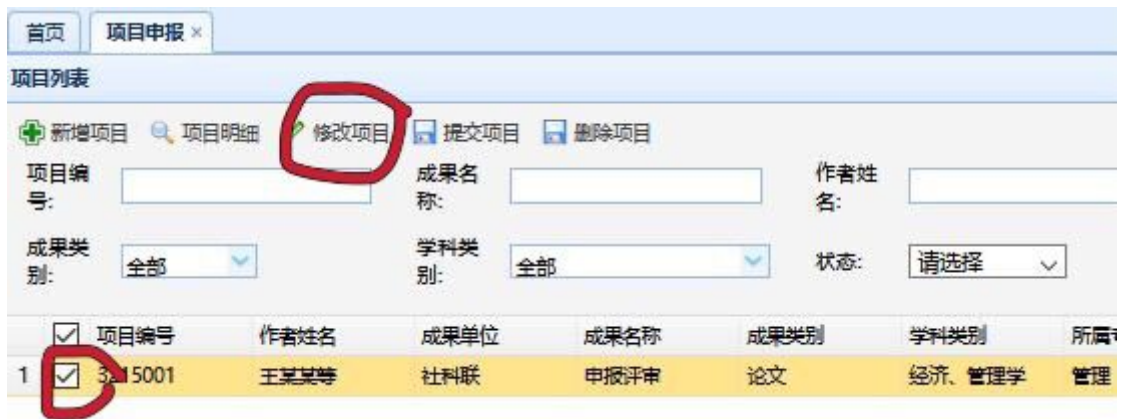 首页 项目申报 ×
项目列表
新增项目 项目明细 修改项目 提交项目 删除项目
项目编号: 成果名称: 作者姓名:
成果类别: 全部 学科类别: 全部 状态: 请选择
项目编号 作者姓名 成果单位 成果名称 成果类别 学科类别
1 王某某等 社科联 申报评审 论文 经济、管理学 管理